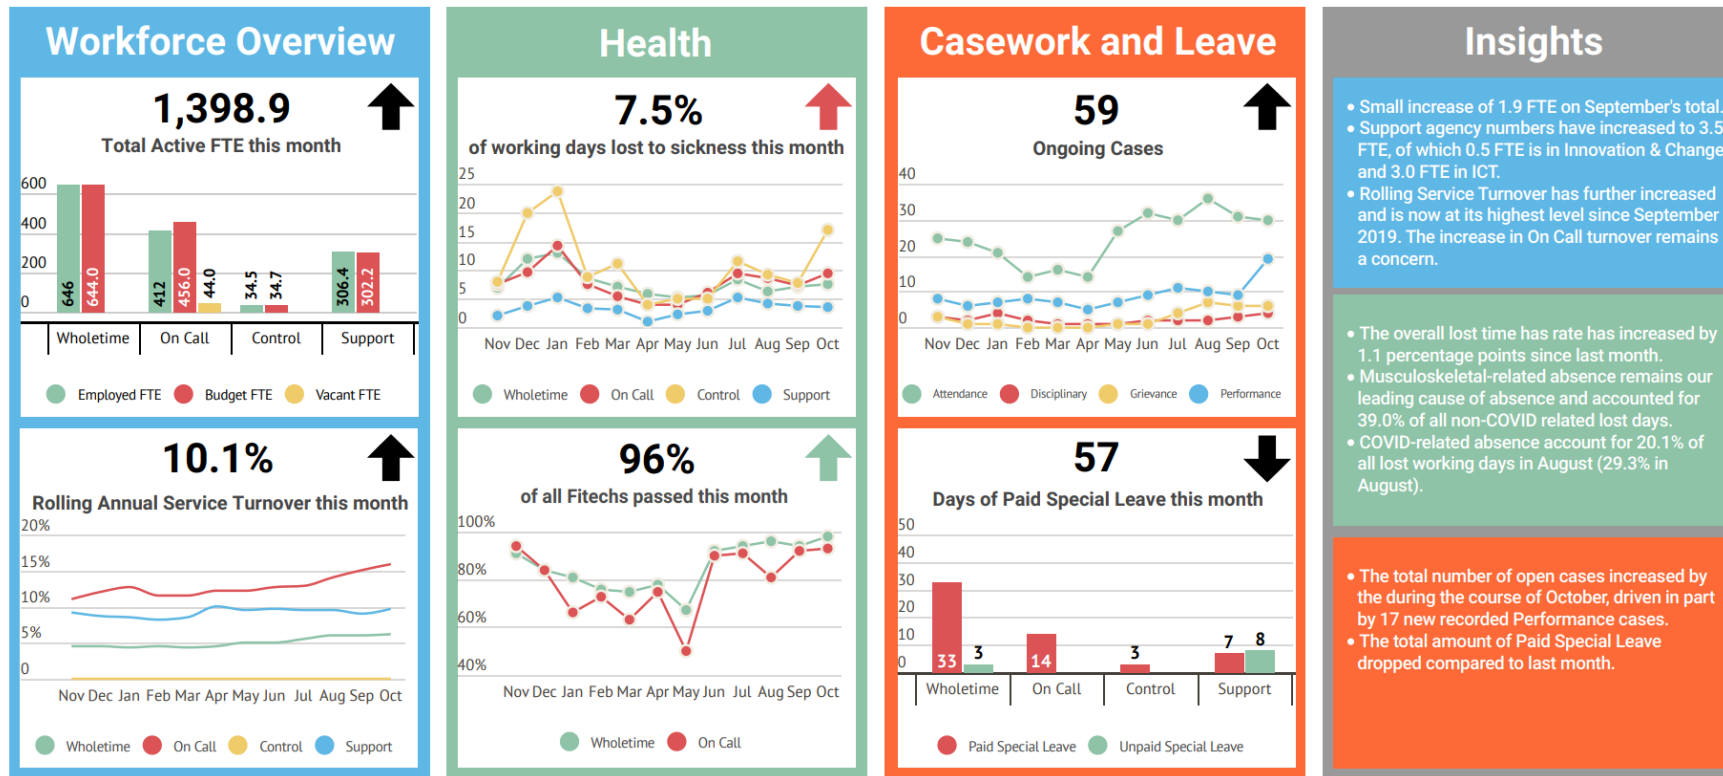 Workforce Overview
1,398.9
Total Active FTE this month
600
400
200
0
646
644.0
412
456.0
44.0
34.5
34.7
306.4
302.2
Wholetime On Call Control Support
Employed FTE Budget FTE Vacant FTE
10.1%
Rolling Annual Service Turnover this month
20%
15%
10%
5%
0
Nov Dec Jan Feb Mar Apr May Jun Jul Aug Sep Oct
Wholetime On Call Control Support
Health
7.5%
of working days lost to sickness this month
25
20
15
10
5
0
Nov Dec Jan Feb Mar Apr May Jun Jul Aug Sep Oct
Wholetime On Call Control Support
96%
of all Fitechs passed this month
100%
80%
60%
40%
Nov Dec Jan Feb Mar Apr May Jun Jul Aug Sep Oct
Wholetime On Call
Casework and Leave
59
Ongoing Cases
40
30
20
10
0
Nov Dec Jan Feb Mar Apr May Jun Jul Aug Sep Oct
Attendance Disciplinary Grievance Performance
57
Days of Paid Special Leave this month
50
40
30
20
10
0
33
3
14
3
7
8
Wholetime On Call Control Support
Paid Special Leave Unpaid Special Leave
Insights
• Small increase of 1.9 FTE on September's total.
• Support agency numbers have increased to 3.5
FTE, of which 0.5 FTE is in Innovation & Change
and 3.0 FTE in ICT.
• Rolling Service Turnover has further increased
and is now at its highest level since September
2019. The increase in On Call turnover remains
a concern.
• The overall lost time has rate has increased by
1.1 percentage points since last month.
• Musculoskeletal-related absence remains our
leading cause of absence and accounted for
39.0% of all non-COVID related lost days.
• COVID-related absence account for 20.1% of
all lost working days in August (29.3% in
August).
• The total number of open cases increased by
the during the course of October, driven in part
by 17 new recorded Performance cases.
• The total amount of Paid Special Leave
dropped compared to last month.